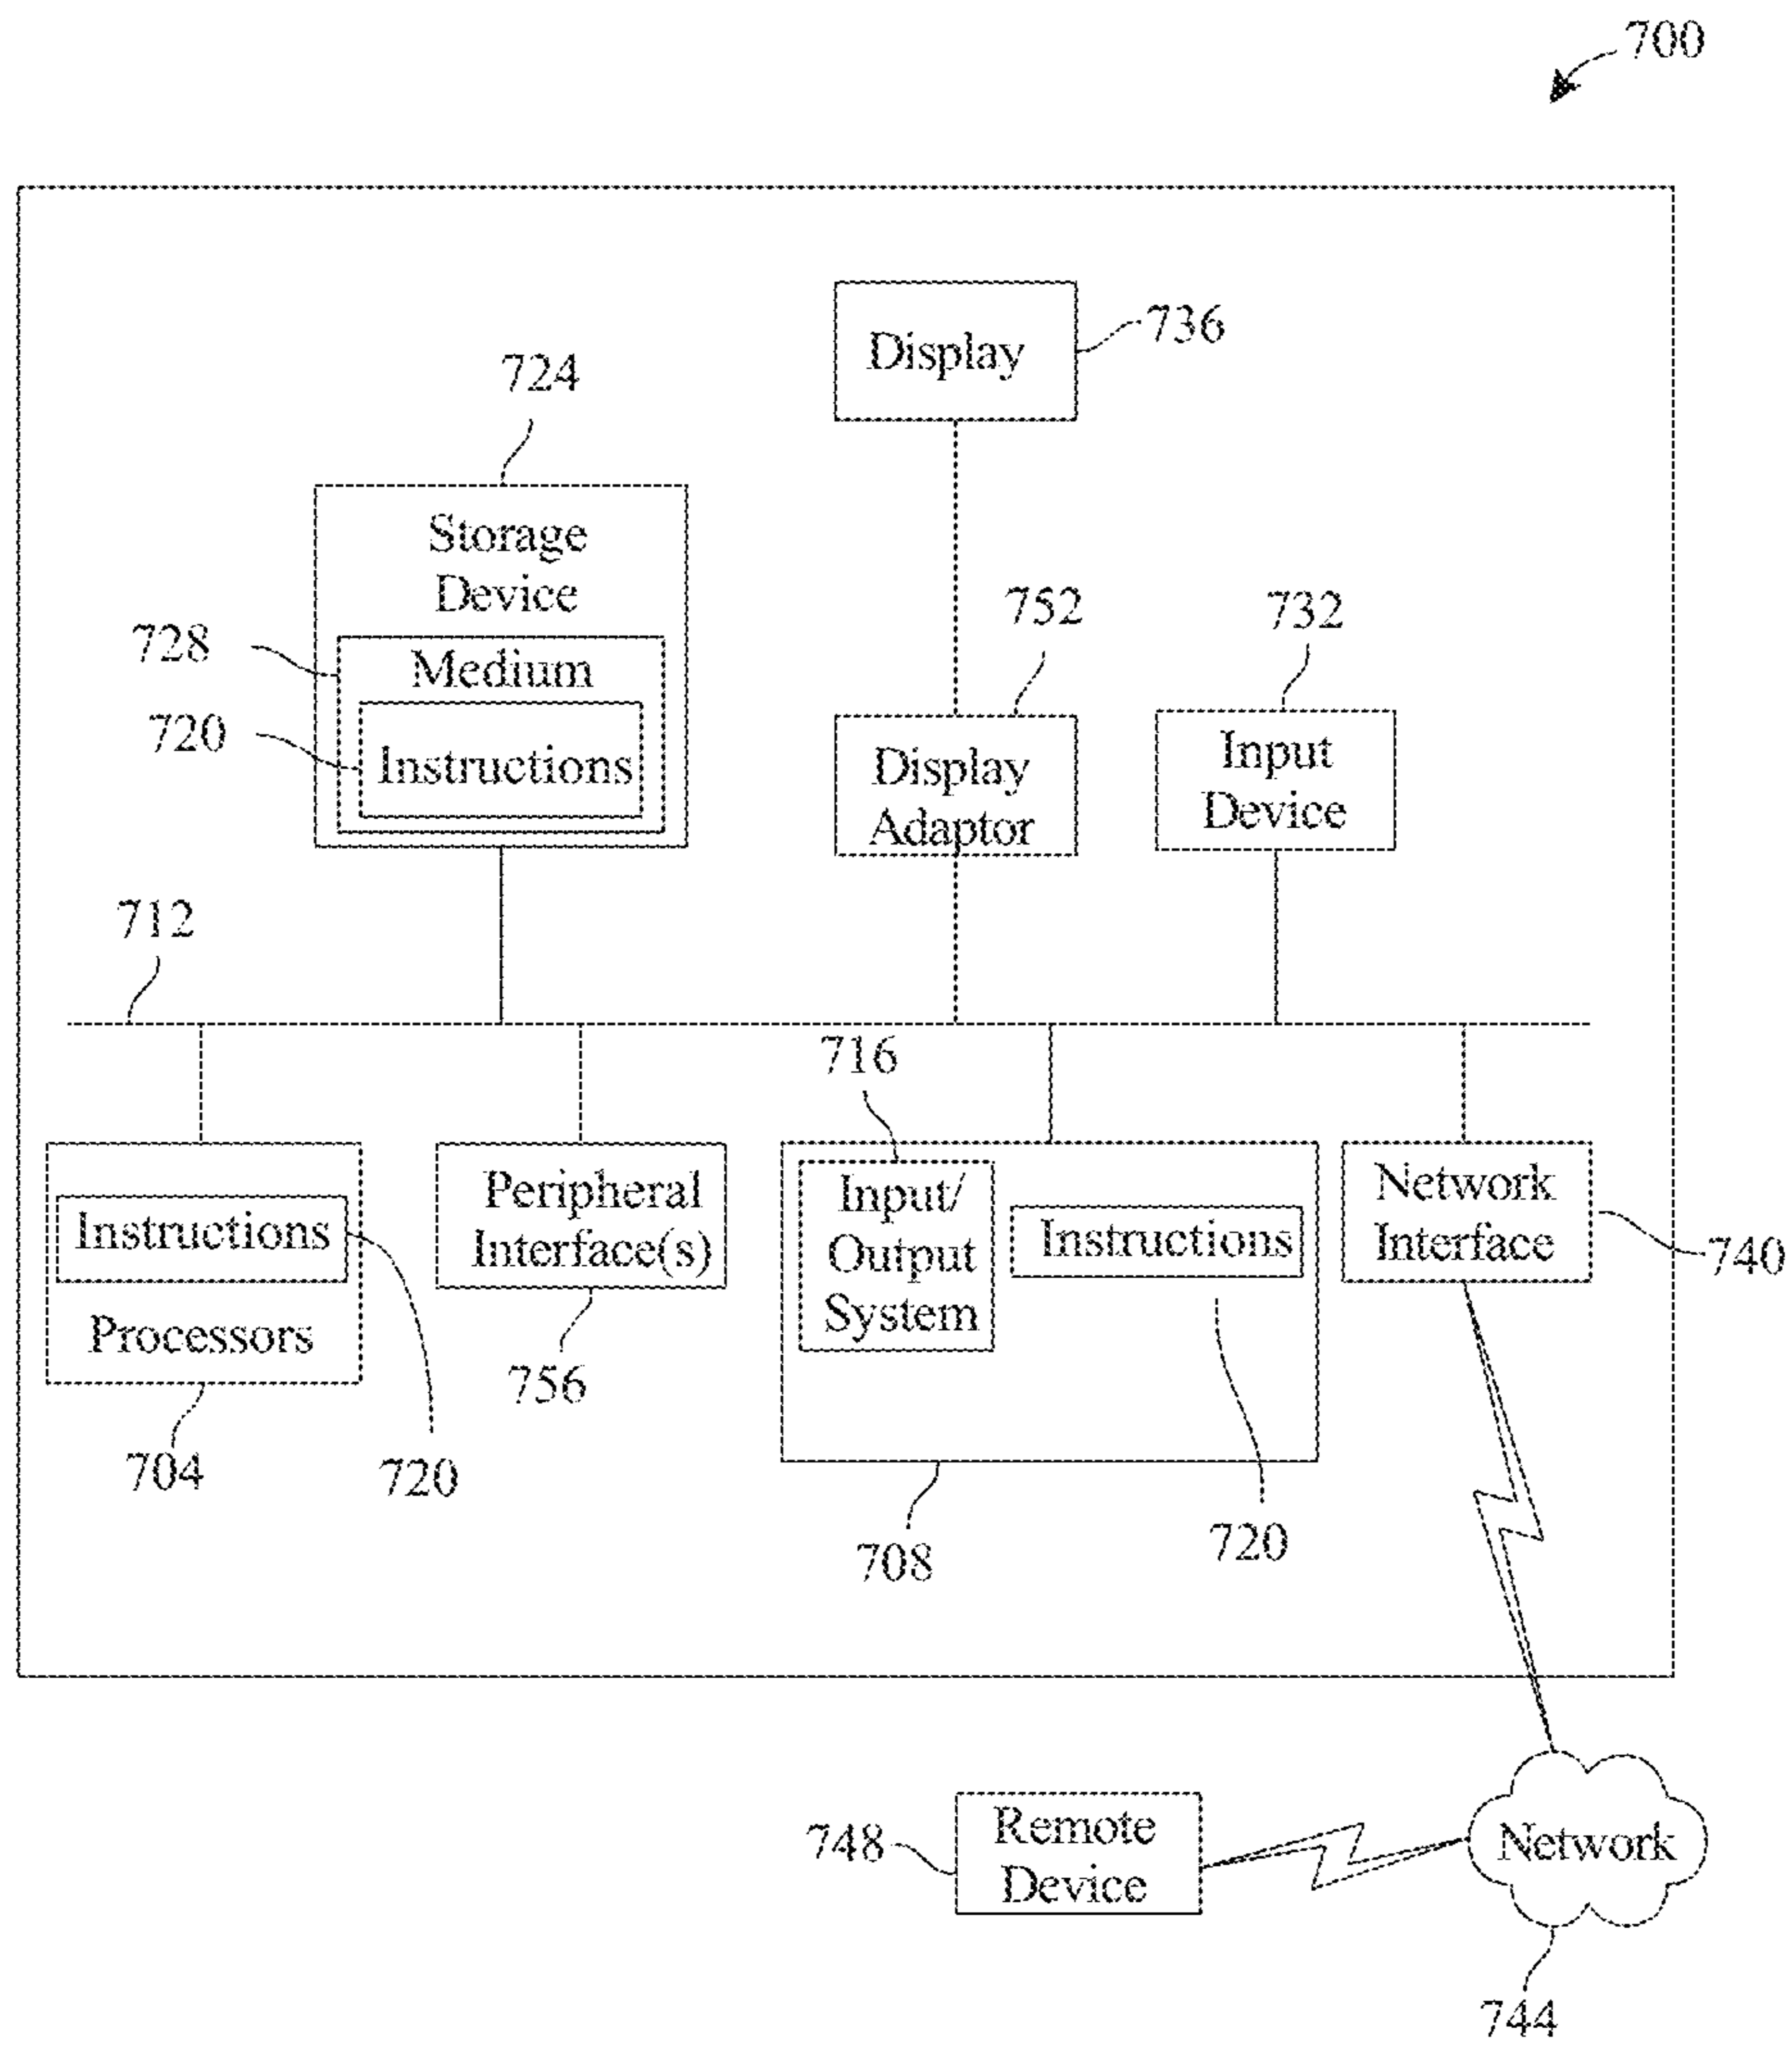 700
Display
736
724
Storage
Device
728
Medium
720
Instructions
752
Display
Adaptor
732
Input
Device
712
716
Instructions
Processors
704
720
Peripheral
Interface(s)
756
Input/
Output
System
Instructions
708
720
Network
Interface
740
748
Remote
Device
Network
744